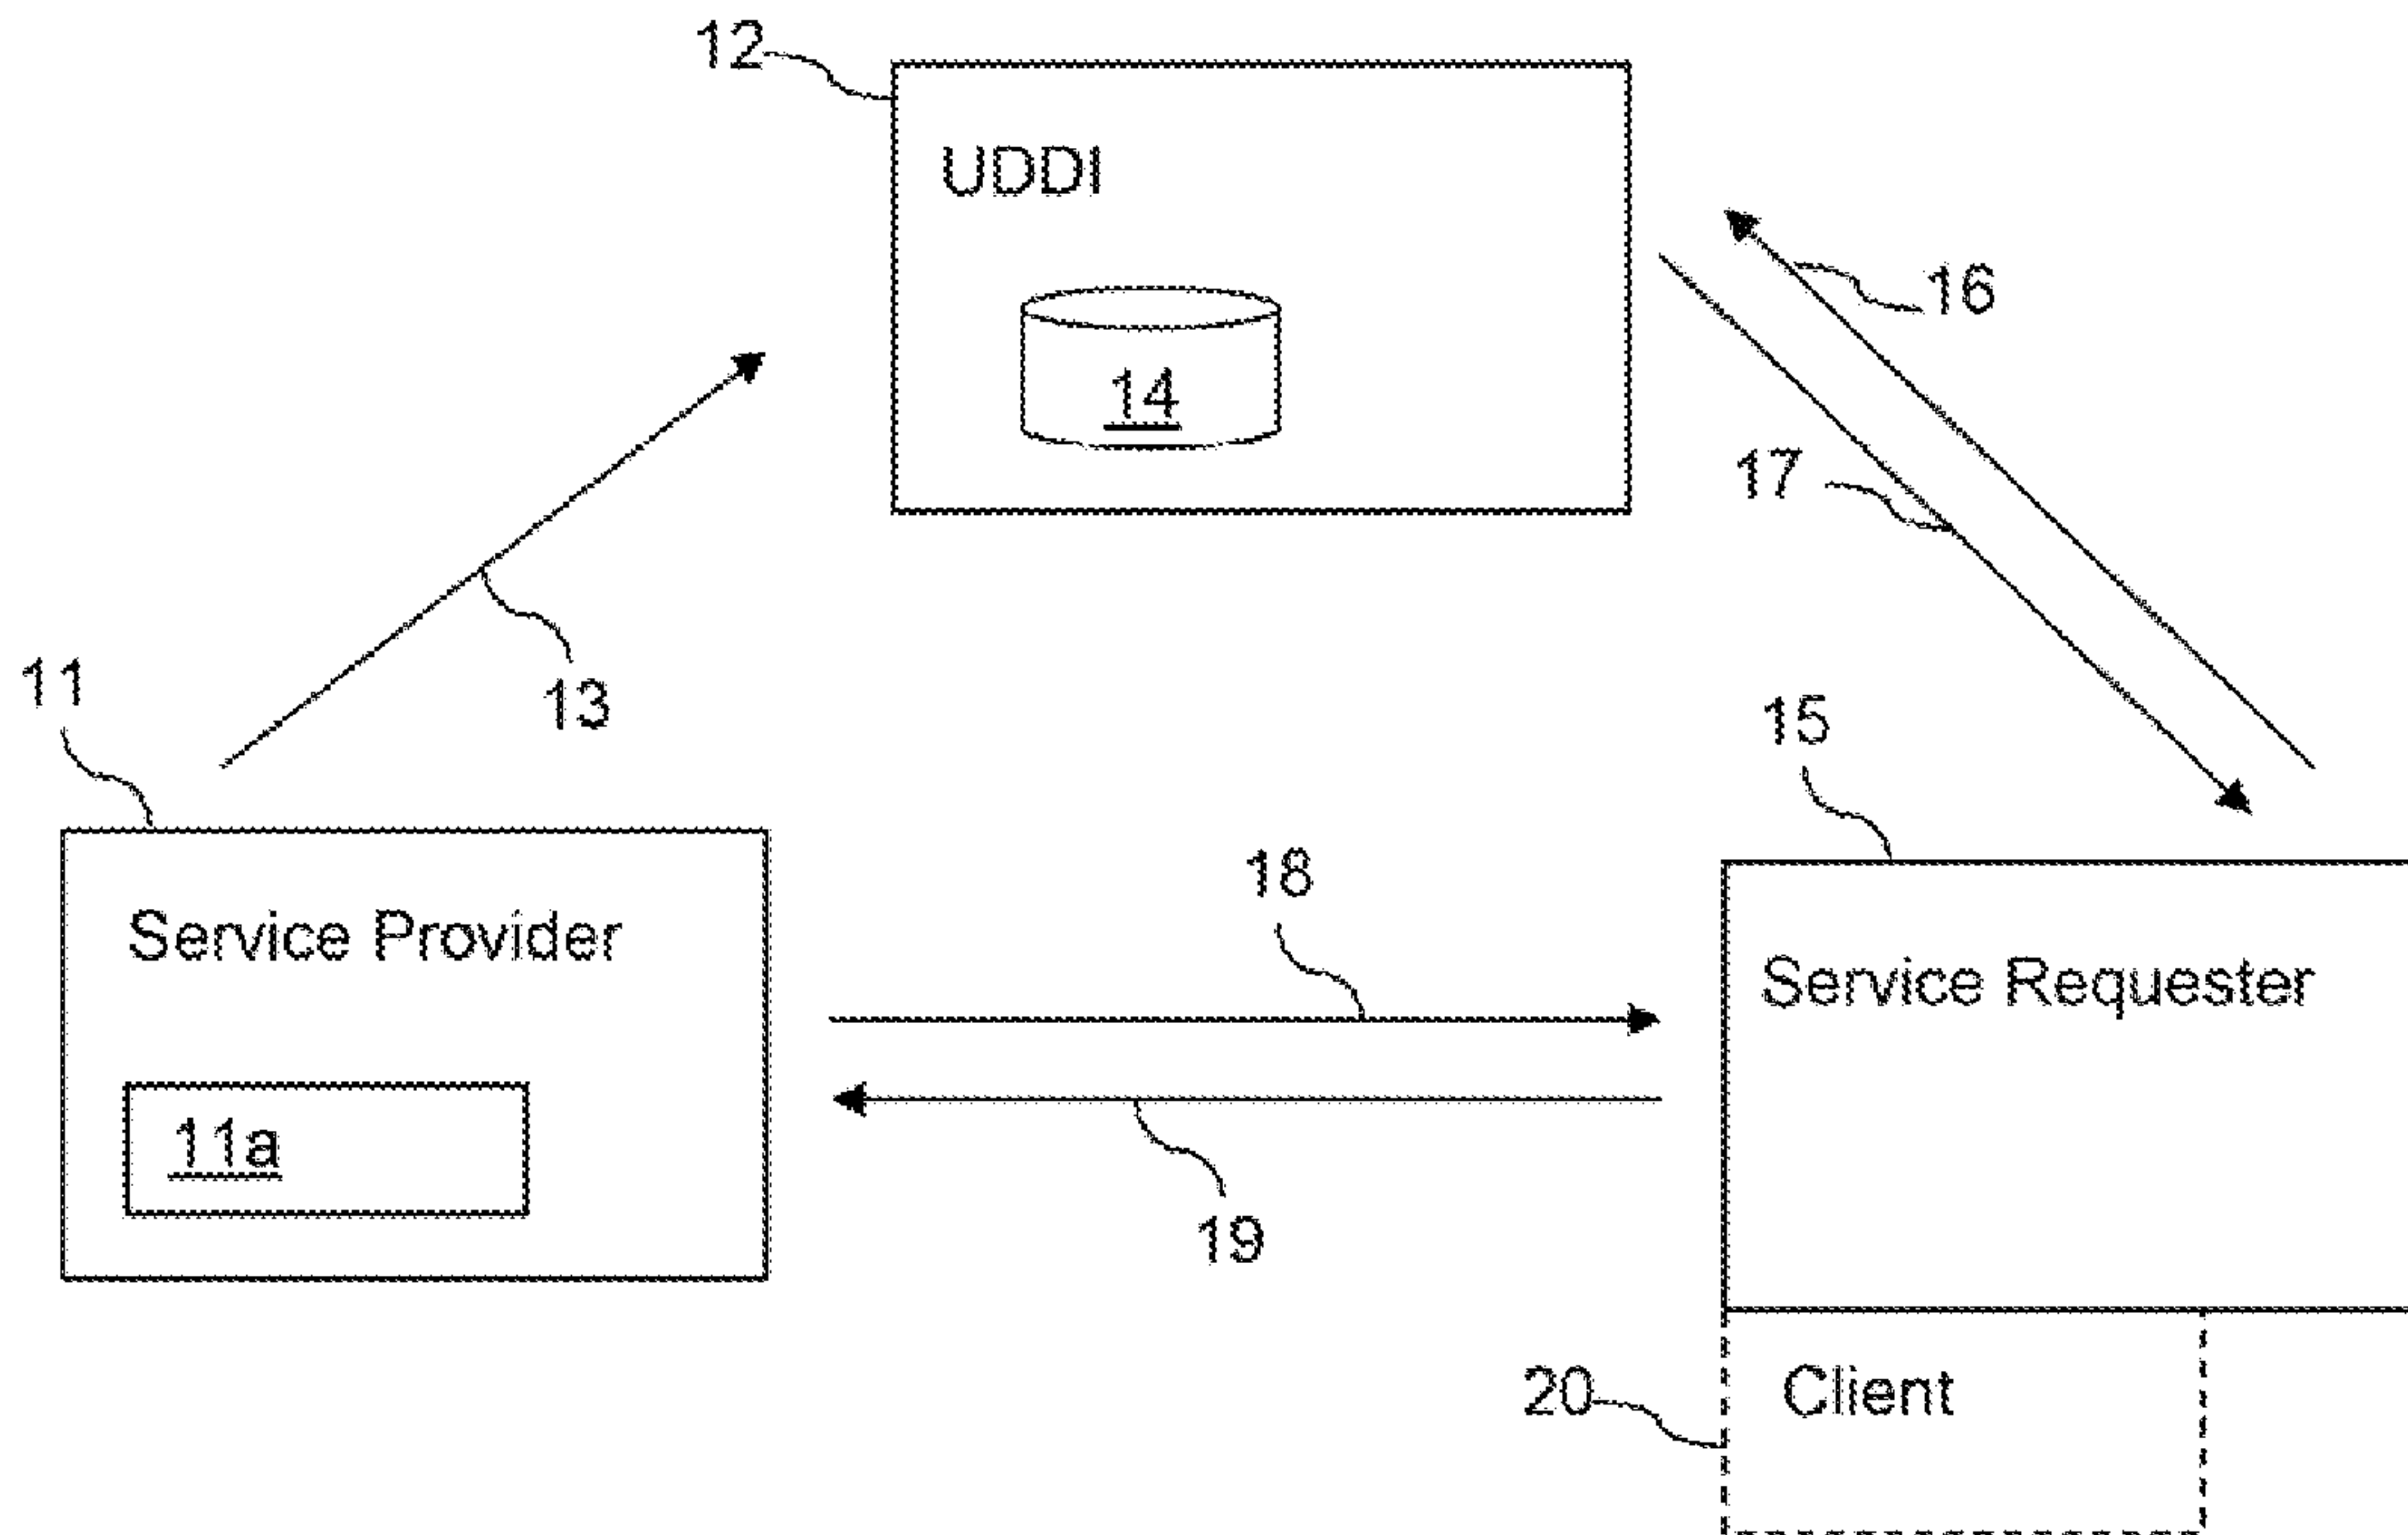 12
UDDI
16
14
17
11
13
15
18
Service Provider
Service Requester
11a
19
20
Client